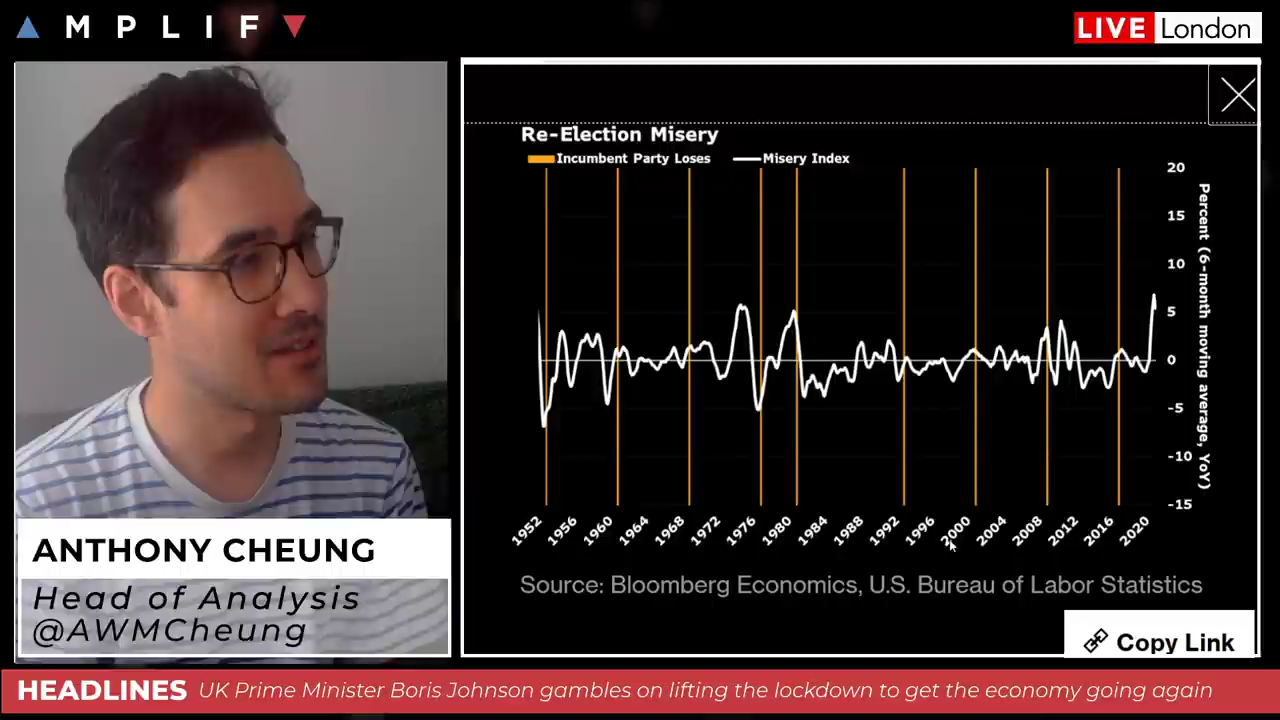 ▲ M P L I F ▼
LIVE London
Re-Election Misery
Incumbent Party Loses
Misery Index
20
15
10
5
0
-5
-10
-15
Percent (6-month moving average, YoY)
1952 1956 1960 1964 1968 1972 1976 1980 1984 1988 1992 1996 2000 2004 2008 2012 2016 2020
Source: Bloomberg Economics, U.S. Bureau of Labor Statistics
Copy Link
ANTHONY CHEUNG
Head of Analysis
@AWMCheung
HEADLINES UK Prime Minister Boris Johnson gambles on lifting the lockdown to get the economy going again